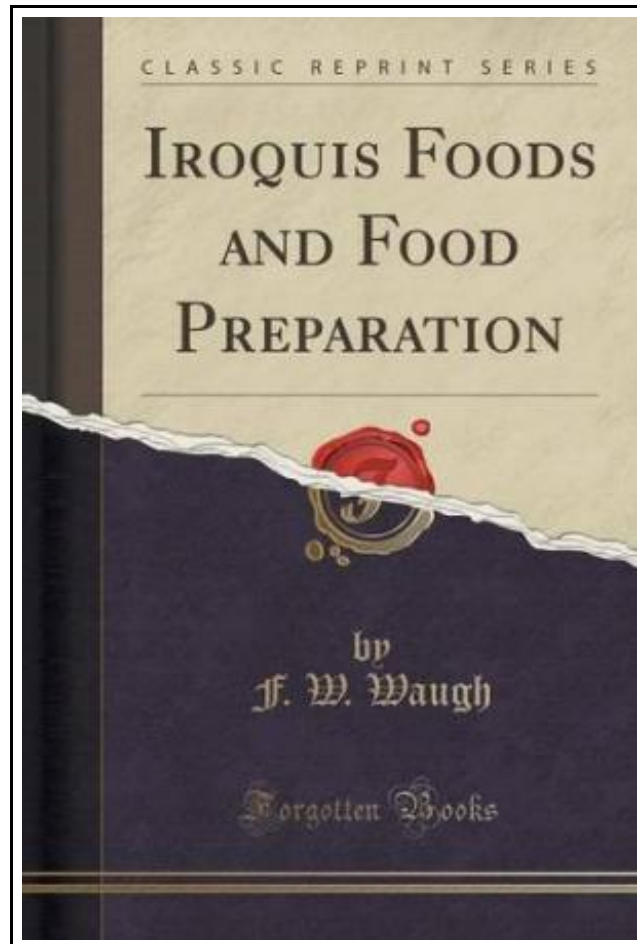 CLASSIC REPRINT SERIES
IROQUIS FOODS
AND FOOD
PREPARATION
F
by
F. W. Waugh
Forgotten Books